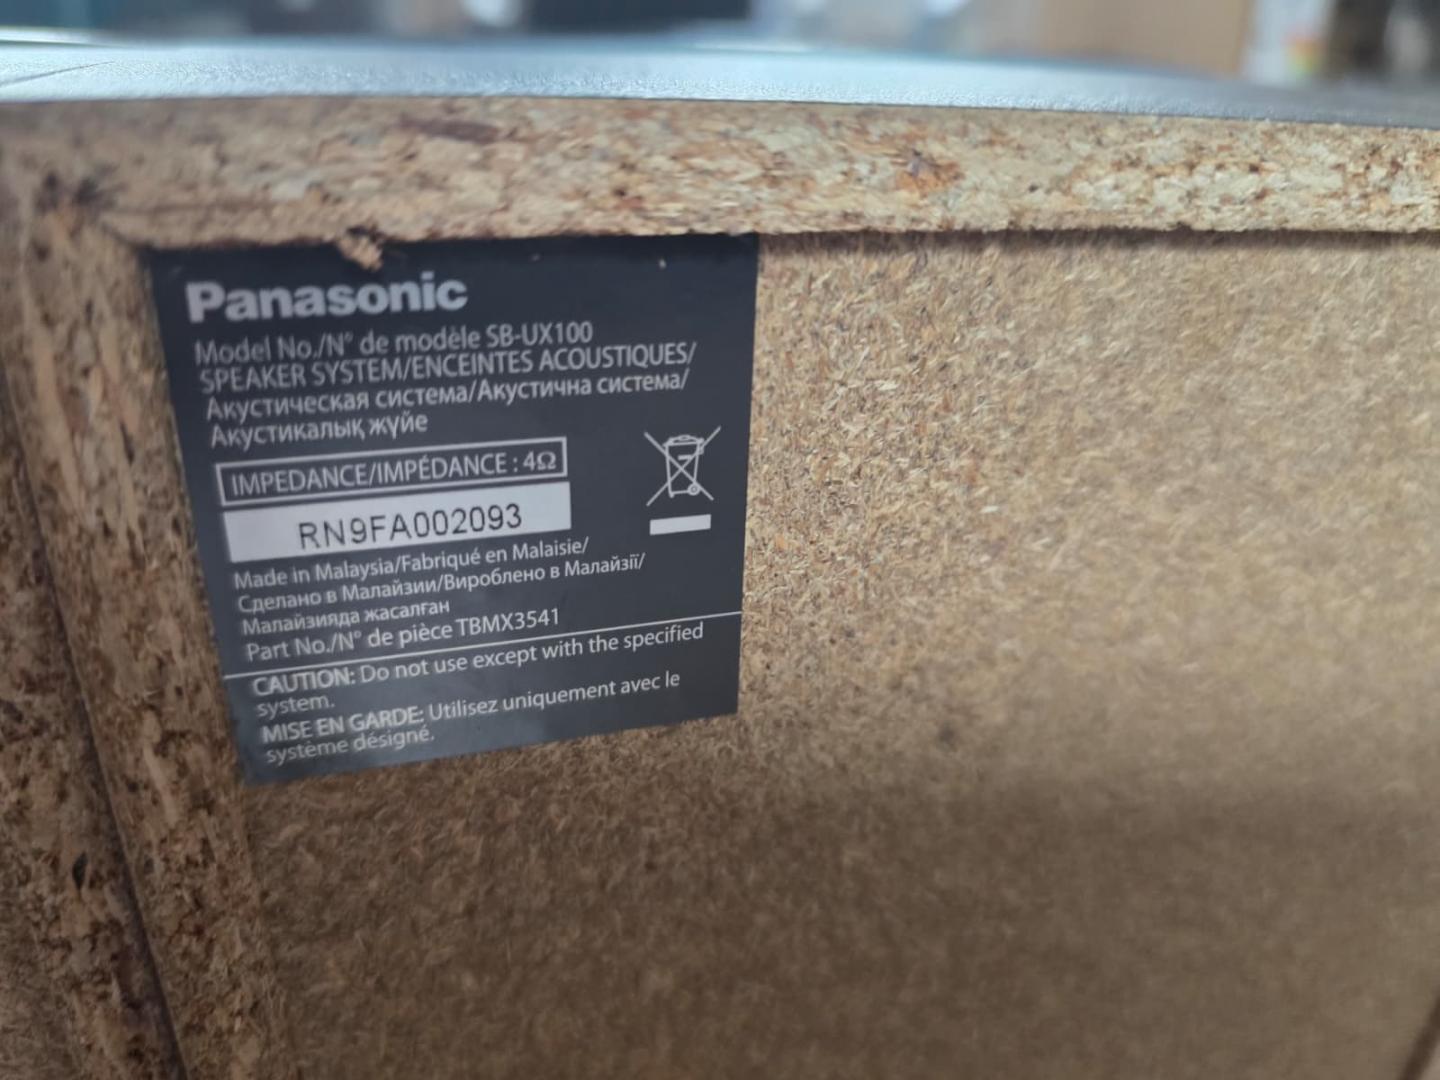 Panasonic
Model No./N° de modèle SB-UX100
SPEAKER SYSTEM/ENCEINTES ACOUSTIQUES/
Акустическая система/Акустична система/
Акустикалық жүйе
IMPEDANCE/IMPÉDANCE : 4Ω
RN9FA002093
Made in Malaysia/Fabriqué en Malaisie/
Сделано в Малайзии/Вироблено в Малайзії/
Малайзияда жасалған
Part No./N° de pièce TBMX3541
CAUTION: Do not use except with the specified
system.
MISE EN GARDE: Utilisez uniquement avec le
système désigné.